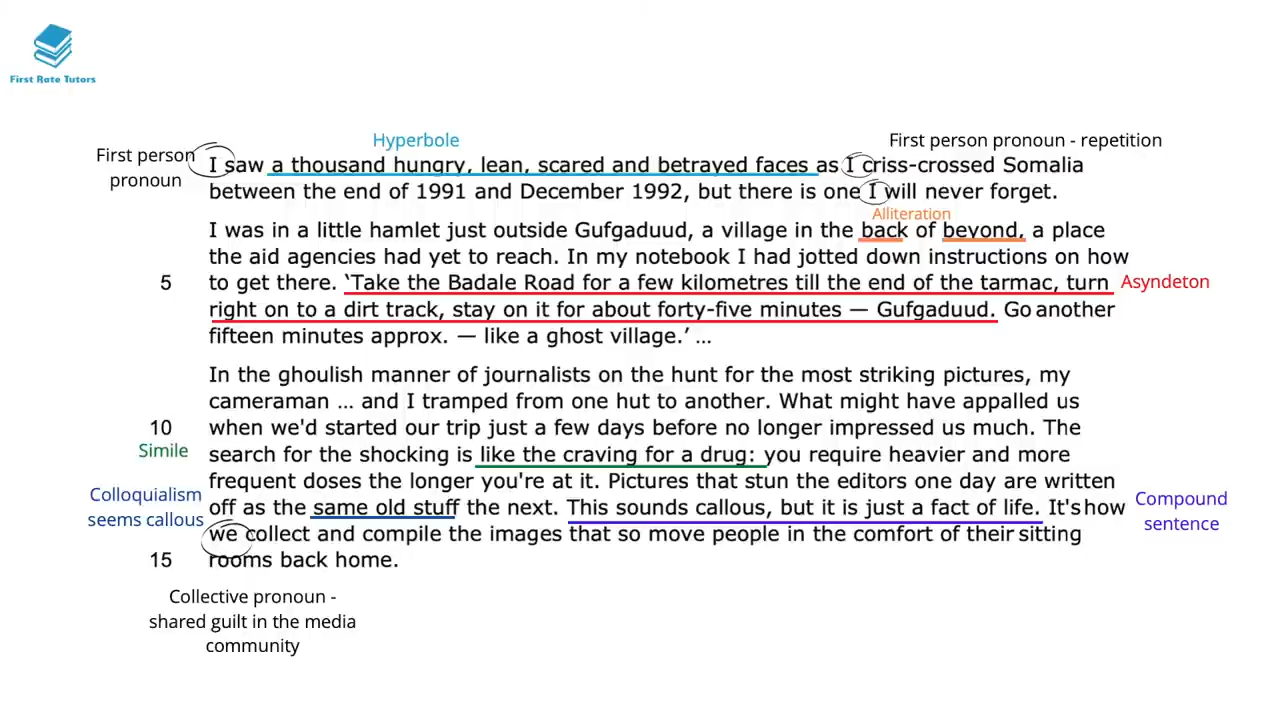 First Rate Tutors
Hyperbole
First person pronoun - repetition
First person
pronoun
I saw a thousand hungry, lean, scared and betrayed faces as I criss-crossed Somalia
between the end of 1991 and December 1992, but there is one I will never forget.
Alliteration
I was in a little hamlet just outside Gufgaduud, a village in the back of beyond, a place
the aid agencies had yet to reach. In my notebook I had jotted down instructions on how
5 to get there. ‘Take the Badale Road for a few kilometres till the end of the tarmac, turn
Asyndeton
right on to a dirt track, stay on it for about forty-five minutes — Gufgaduud. Go another
fifteen minutes approx. — like a ghost village.’ ...
In the ghoulish manner of journalists on the hunt for the most striking pictures, my
cameraman ... and I tramped from one hut to another. What might have appalled us
10 when we'd started our trip just a few days before no longer impressed us much. The
Simile
search for the shocking is like the craving for a drug: you require heavier and more
frequent doses the longer you're at it. Pictures that stun the editors one day are written
Colloquialism
seems callous
off as the same old stuff the next. This sounds callous, but it is just a fact of life. It's how
Compound
sentence
we collect and compile the images that so move people in the comfort of their sitting
15 rooms back home.
Collective pronoun -
shared guilt in the media
community